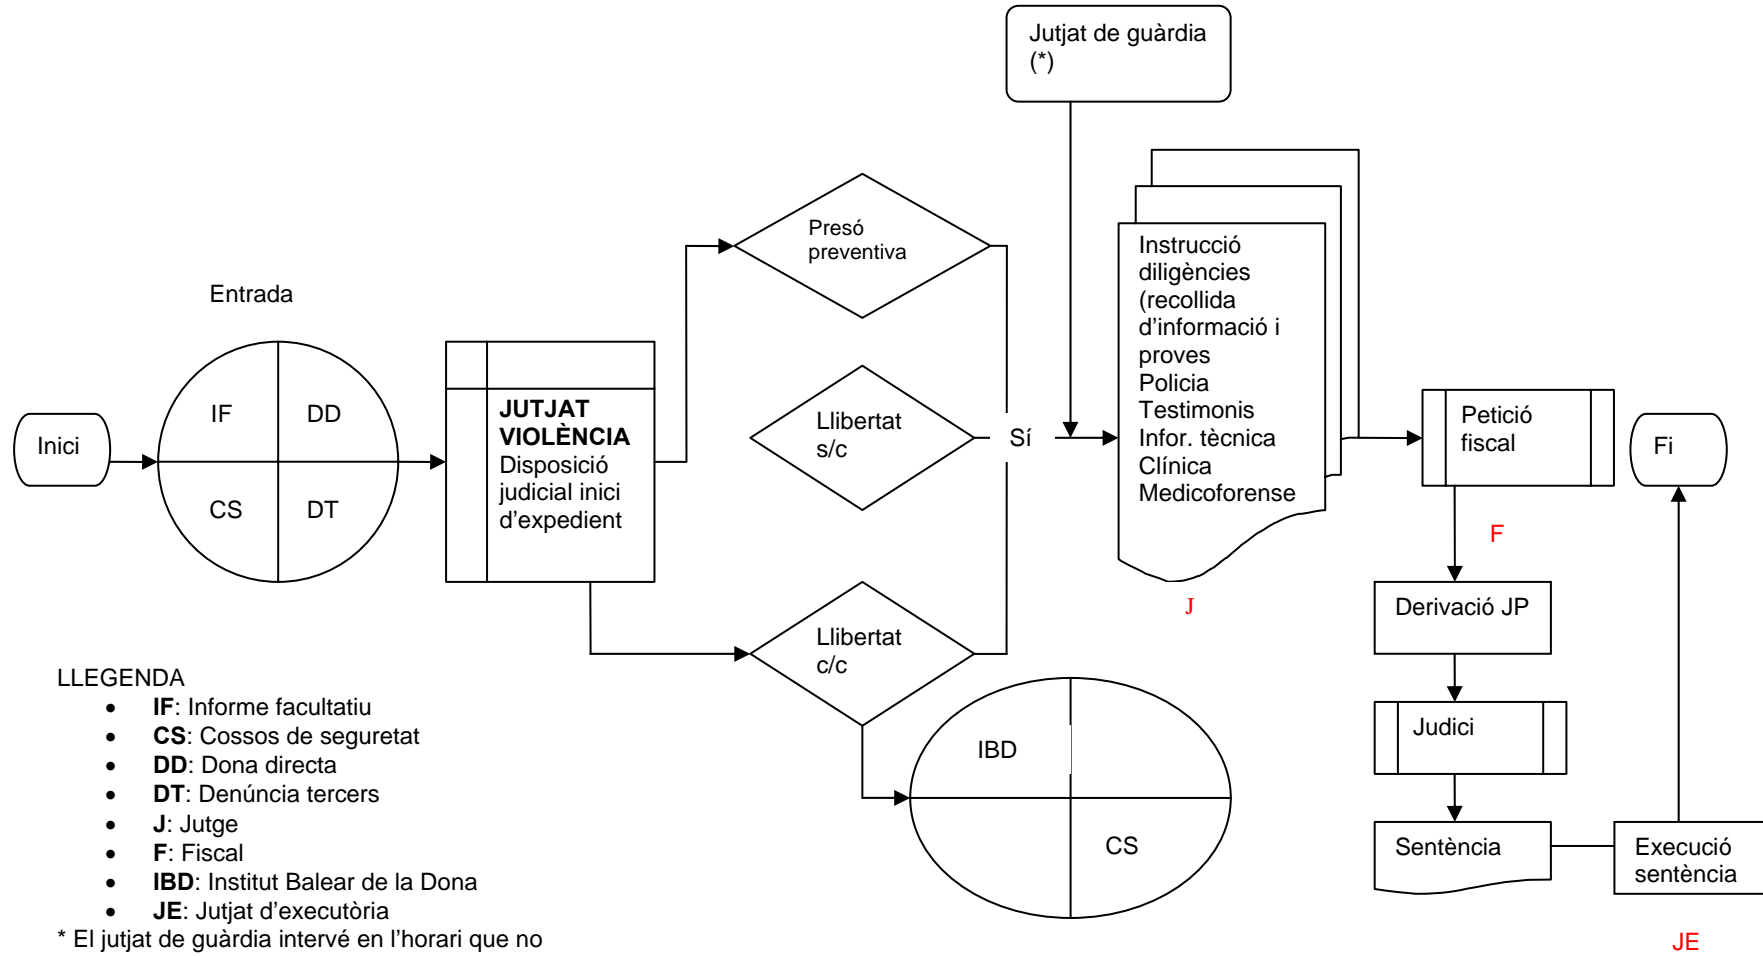 Jutjat de guàrdia
(*)
Presó
preventiva
Entrada
Inici
IF
DD
CS
DT
JUTJAT
VIOLÈNCIA
Disposició
judicial inici
d’expedient
Llibertat
s/c
Sí
Llibertat
c/c
Instrucció
diligències
(recollida
d’informació i
proves
Policia
Testimonis
Infor. tècnica
Clínica
Medicoforense
J
Petició
fiscal
F
Fi
Derivació JP
Judici
Sentència
Execució
sentència
JE
IBD
CS
LLEGENDA
• IF: Informe facultatiu
• CS: Cossos de seguretat
• DD: Dona directa
• DT: Denúncia tercers
• J: Jutge
• F: Fiscal
• IBD: Institut Balear de la Dona
• JE: Jutjat d’executòria
* El jutjat de guàrdia intervé en l’horari que no